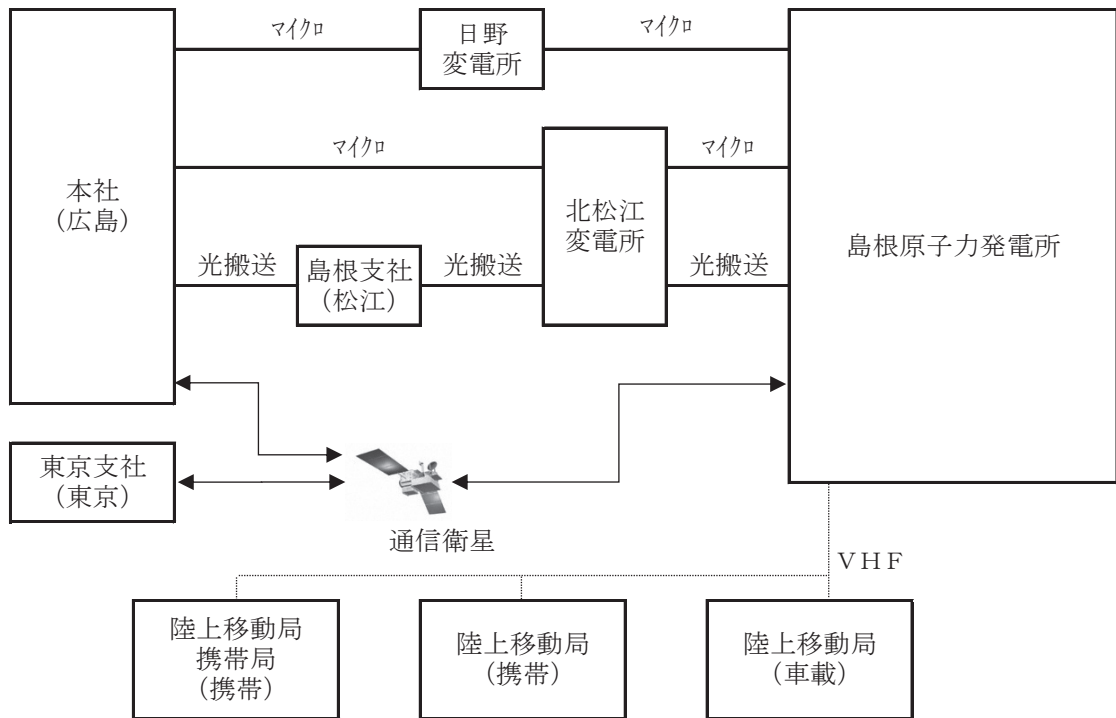 マイクロ
日野
変電所
マイクロ
マイクロ
マイクロ
本社
(広島)
北松江
変電所
島根原子力発電所
光搬送
島根支社
(松江)
光搬送
光搬送
東京支社
(東京)
通信衛星
ＶＨＦ
陸上移動局
携帯局
(携帯)
陸上移動局
(携帯)
陸上移動局
(車載)